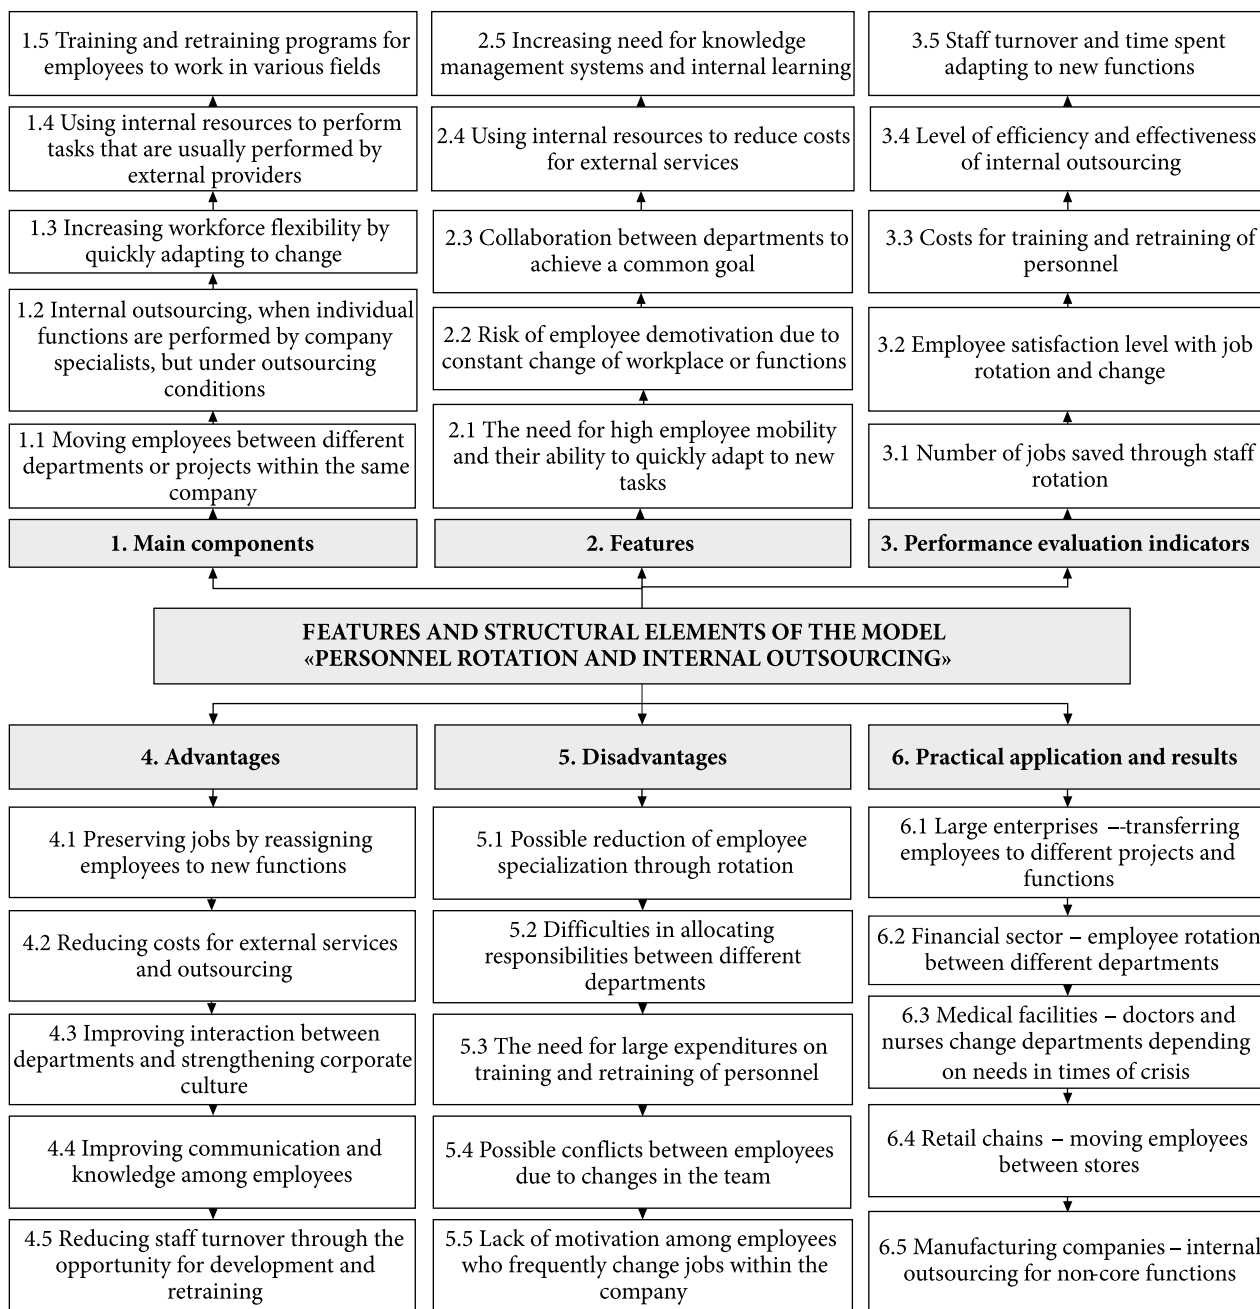 1.5 Training and retraining programs for
employees to work in various fields
1.4 Using internal resources to perform
tasks that are usually performed by
external providers
1.3 Increasing workforce flexibility by
quickly adapting to change
1.2 Internal outsourcing, when individual
functions are performed by company
specialists, but under outsourcing
conditions
1.1 Moving employees between different
departments or projects within the same
company
1. Main components
2.5 Increasing need for knowledge
management systems and internal learning
2.4 Using internal resources to reduce costs
for external services
2.3 Collaboration between departments to
achieve a common goal
2.2 Risk of employee demotivation due to
constant change of workplace or functions
2.1 The need for high employee mobility
and their ability to quickly adapt to new
tasks
2. Features
3.5 Staff turnover and time spent
adapting to new functions
3.4 Level of efficiency and effectiveness
of internal outsourcing
3.3 Costs for training and retraining of
personnel
3.2 Employee satisfaction level with job
rotation and change
3.1 Number of jobs saved through staff
rotation
3. Performance evaluation indicators
FEATURES AND STRUCTURAL ELEMENTS OF THE MODEL
«PERSONNEL ROTATION AND INTERNAL OUTSOURCING»
4. Advantages
4.1 Preserving jobs by reassigning
employees to new functions
4.2 Reducing costs for external services
and outsourcing
4.3 Improving interaction between
departments and strengthening corporate
culture
4.4 Improving communication and
knowledge among employees
4.5 Reducing staff turnover through the
opportunity for development and
retraining
5. Disadvantages
5.1 Possible reduction of employee
specialization through rotation
5.2 Difficulties in allocating
responsibilities between different
departments
5.3 The need for large expenditures on
training and retraining of personnel
5.4 Possible conflicts between employees
due to changes in the team
5.5 Lack of motivation among employees
who frequently change jobs within the
company
6. Practical application and results
6.1 Large enterprises –-transferring
employees to different projects and
functions
6.2 Financial sector – employee rotation
between different departments
6.3 Medical facilities – doctors and
nurses change departments depending
on needs in times of crisis
6.4 Retail chains – moving employees
between stores
6.5 Manufacturing companies – internal
outsourcing for non-core functions